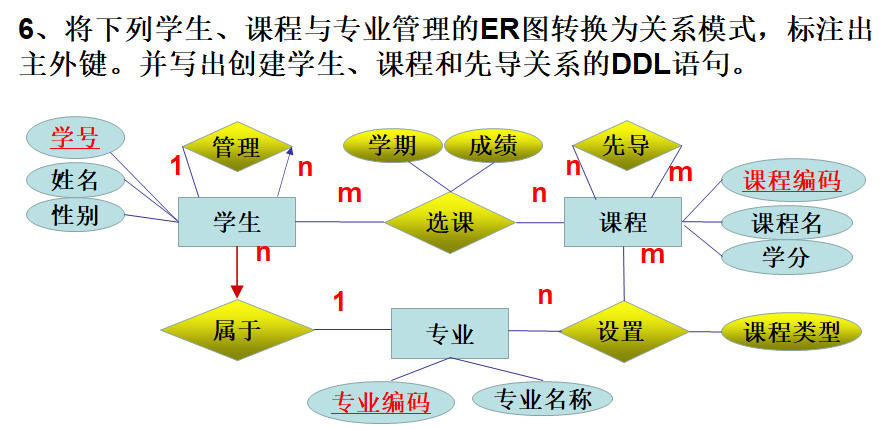 6、将下列学生、课程与专业管理的ER图转换为关系模式，标注出
主外键。并写出创建学生、课程和先导关系的DDL语句。
学号
姓名
性别
管理
1
n
学生
学期
成绩
m
选课
n
先导
n
m
课程
课程编码
课程名
学分
n
属于
1
专业
n
m
设置
课程类型
专业编码
专业名称